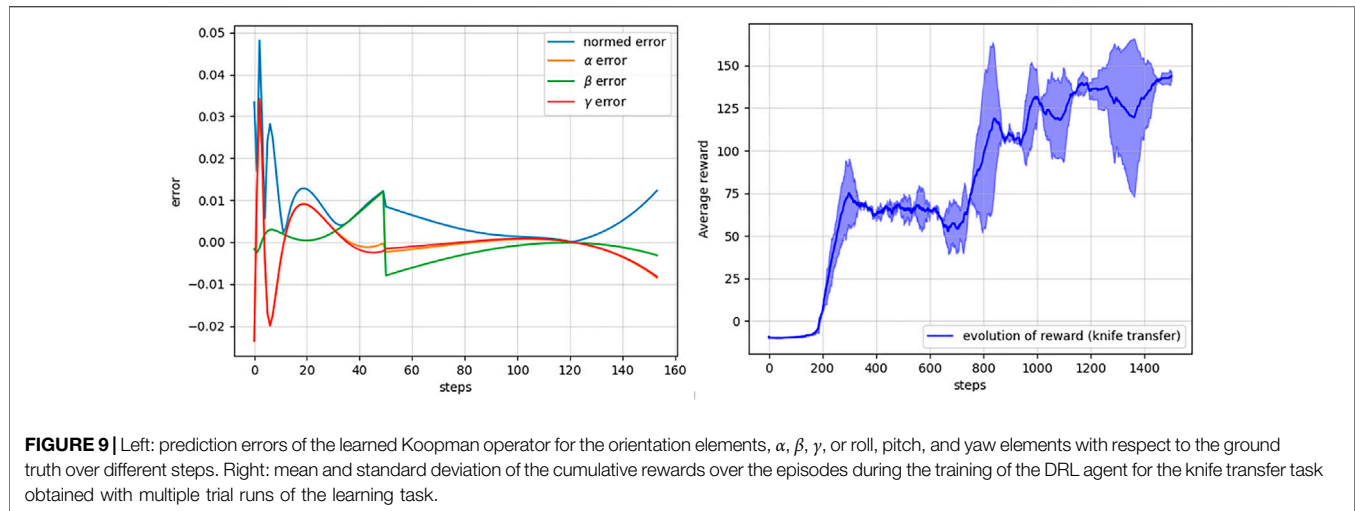 0.05
0.04
0.03
0.02
0.01
0.00
−0.01
−0.02
error
normed error
α error
β error
γ error
0 20 40 60 80 100 120 140 160
steps
150
125
100
75
50
25
0
Average reward
evolution of reward (knife transfer)
0 200 400 600 800 1000 1200 1400
steps
FIGURE 9 | Left: prediction errors of the learned Koopman operator for the orientation elements, α, β, γ, or roll, pitch, and yaw elements with respect to the ground
truth over different steps. Right: mean and standard deviation of the cumulative rewards over the episodes during the training of the DRL agent for the knife transfer task
obtained with multiple trial runs of the learning task.